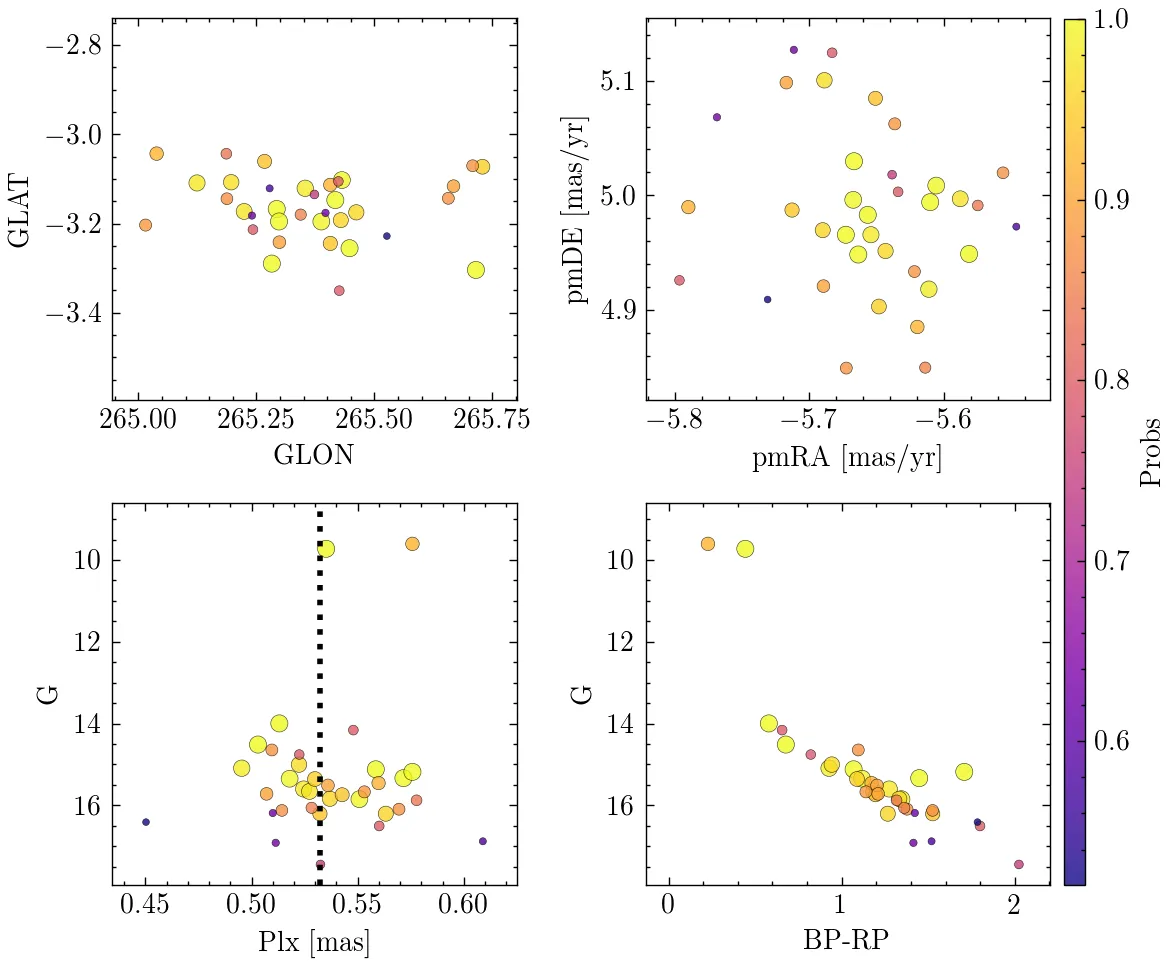 −2.8
−3.0
−3.2
−3.4
GLAT
265.00 265.25 265.50 265.75
GLON
5.1
5.0
4.9
pmDE [mas/yr]
−5.8 −5.7 −5.6
pmRA [mas/yr]
1.0
0.9
0.8
0.7
0.6
Probs
10
12
14
16
G
0.45 0.50 0.55 0.60
Plx [mas]
10
12
14
16
G
0 1 2
BP-RP